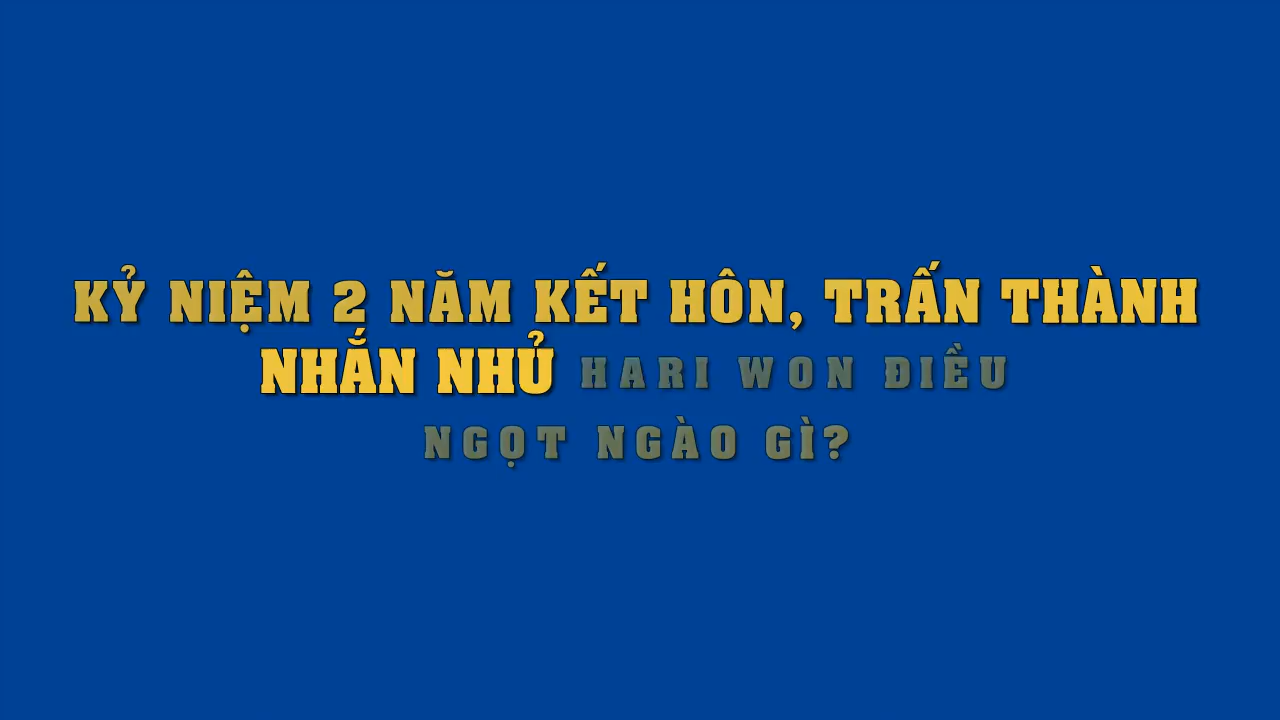 KỶ NIỆM 2 NĂM KẾT HÔN, TRẤN THÀNH
NHẮN NHỦ HARI WON ĐIỀU
NGỌT NGÀO GÌ?